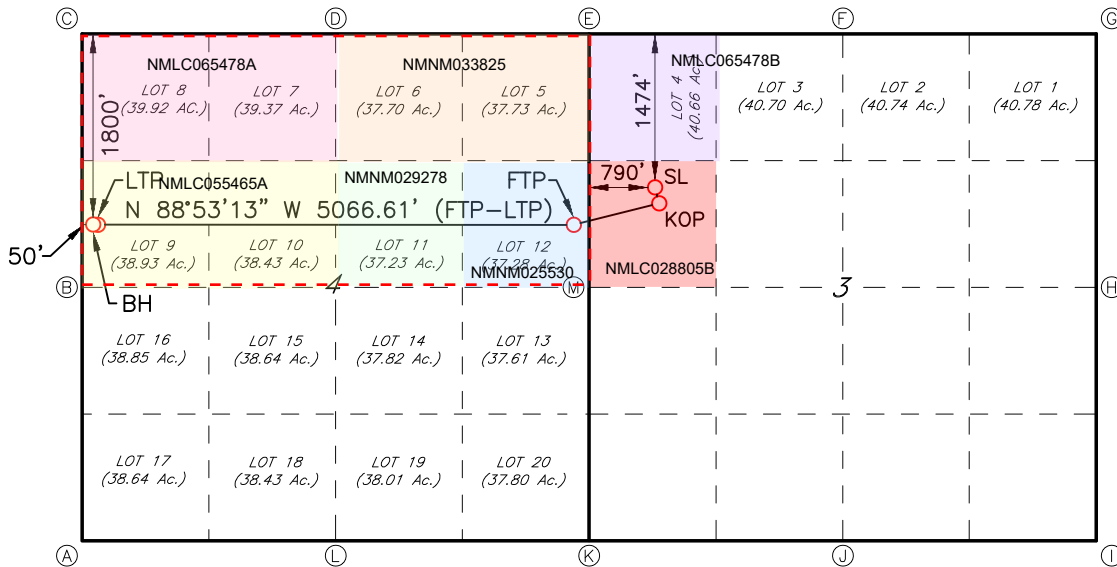 C D E F G
NMLC065478A
NMNM033825
NMLC065478B
LOT 8
(39.92 AC.)
LOT 7
(39.37 AC.)
LOT 6
(37.70 Ac.)
LOT 5
(37.73 Ac.)
LOT 4
(40.66 Ac.)
LOT 3
(40.70 Ac.)
LOT 2
(40.74 Ac.)
LOT 1
(40.78 Ac.)
1800'
1474'
LTP
NMLC055465A
NMNM029278
FTP
790'
SL
KOP
N 88°53'13" W 5066.61' (FTP-LTP)
50'
LOT 9
(38.93 Ac.)
LOT 10
(38.43 Ac.)
LOT 11
(37.23 Ac.)
LOT 12
(37.28 Ac.)
NMNM025530
NMLC028805B
B
BH
4
M
3
H
LOT 16
(38.85 Ac.)
LOT 15
(38.64 Ac.)
LOT 14
(37.82 Ac.)
LOT 13
(37.61 Ac.)
LOT 17
(38.64 Ac.)
LOT 18
(38.43 Ac.)
LOT 19
(38.01 Ac.)
LOT 20
(37.80 Ac.)
A L K J I